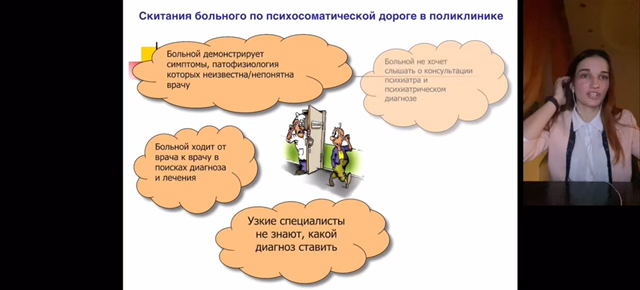 Скитания больного по психосоматической дороге в поликлинике
Больной демонстрирует
симптомы, патофизиология
которых неизвестна/непонятна
врачу
Больной не хочет
слышать о консультации
психиатра и
психиатрическом
диагнозе
Больной ходит от
врача к врачу в
поисках диагноза
и лечения
Узкие специалисты
не знают, какой
диагноз ставить